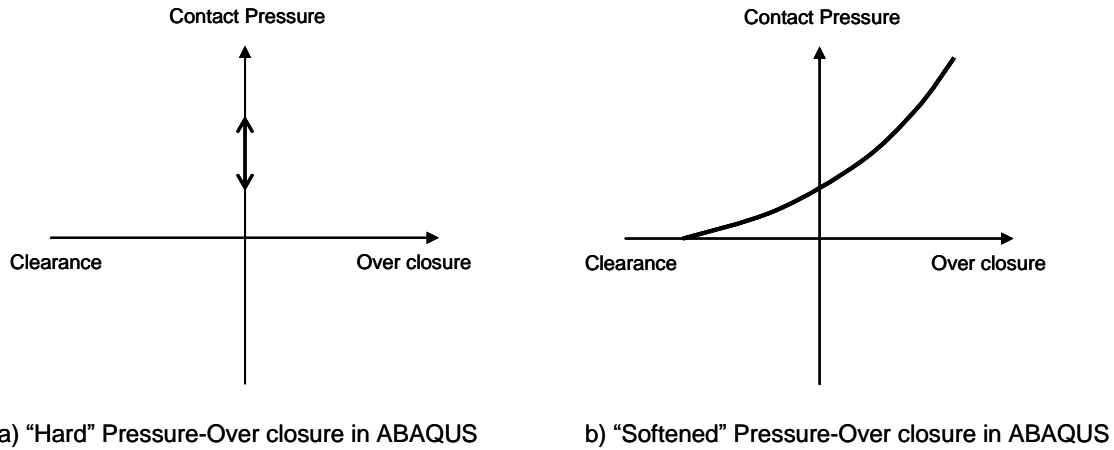 Contact Pressure
Clearance
Over closure
a) “Hard” Pressure-Over closure in ABAQUS
Contact Pressure
Clearance
Over closure
b) “Softened” Pressure-Over closure in ABAQUS